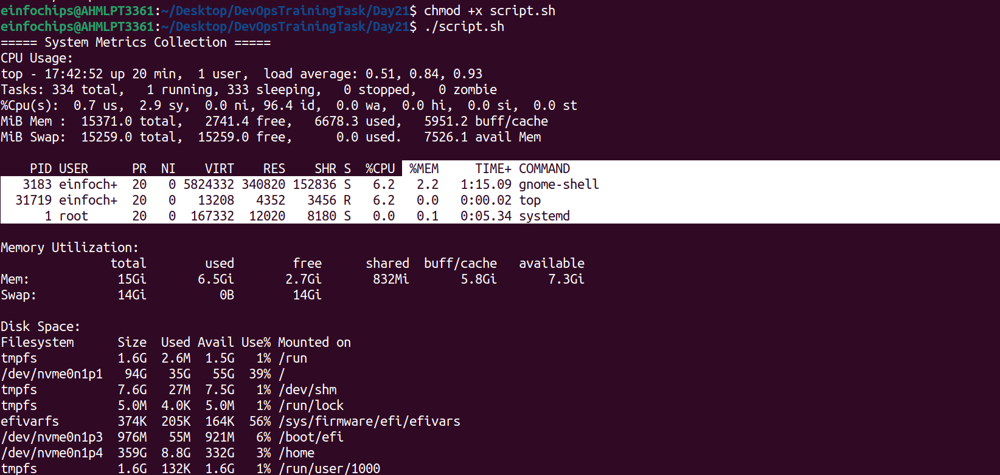 einfochips@AHMLPT3361:~/Desktop/DevOpsTrainingTask/Day21$ chmod +x script.sh
einfochips@AHMLPT3361:~/Desktop/DevOpsTrainingTask/Day21$ ./script.sh
===== System Metrics Collection =====
CPU Usage:
top - 17:42:52 up 20 min,  1 user,  load average: 0.51, 0.84, 0.93
Tasks: 334 total,   1 running, 333 sleeping,   0 stopped,   0 zombie
%Cpu(s):  0.7 us,  2.9 sy,  0.0 ni, 96.4 id,  0.0 wa,  0.0 hi,  0.0 si,  0.0 st
MiB Mem :  15371.0 total,   2741.4 free,   6678.3 used,   5951.2 buff/cache
MiB Swap:  15259.0 total,  15259.0 free,      0.0 used.   7526.1 avail Mem
    PID USER      PR  NI    VIRT    RES    SHR S  %CPU  %MEM     TIME+ COMMAND
   3183 einfoch+  20   0 5824332 340820 152836 S   6.2   2.2   1:15.09 gnome-shell
  31719 einfoch+  20   0   13208   4352   3456 R   6.2   0.0   0:00.02 top
      1 root      20   0  167332  12020   8180 S   0.0   0.1   0:05.34 systemd
Memory Utilization:
               total        used        free      shared  buff/cache   available
Mem:            15Gi       6.5Gi       2.7Gi       832Mi       5.8Gi       7.3Gi
Swap:           14Gi          0B        14Gi
Disk Space:
Filesystem      Size  Used Avail Use% Mounted on
tmpfs           1.6G  2.6M  1.5G   1% /run
/dev/nvme0n1p1   94G   35G   55G  39% /
tmpfs           7.6G   27M  7.5G   1% /dev/shm
tmpfs           5.0M  4.0K  5.0M   1% /run/lock
efivarfs        374K  205K  164K  56% /sys/firmware/efi/efivars
/dev/nvme0n1p3  976M   55M  921M   6% /boot/efi
/dev/nvme0n1p4  359G  8.8G  332G   3% /home
tmpfs           1.6G  132K  1.6G   1% /run/user/1000